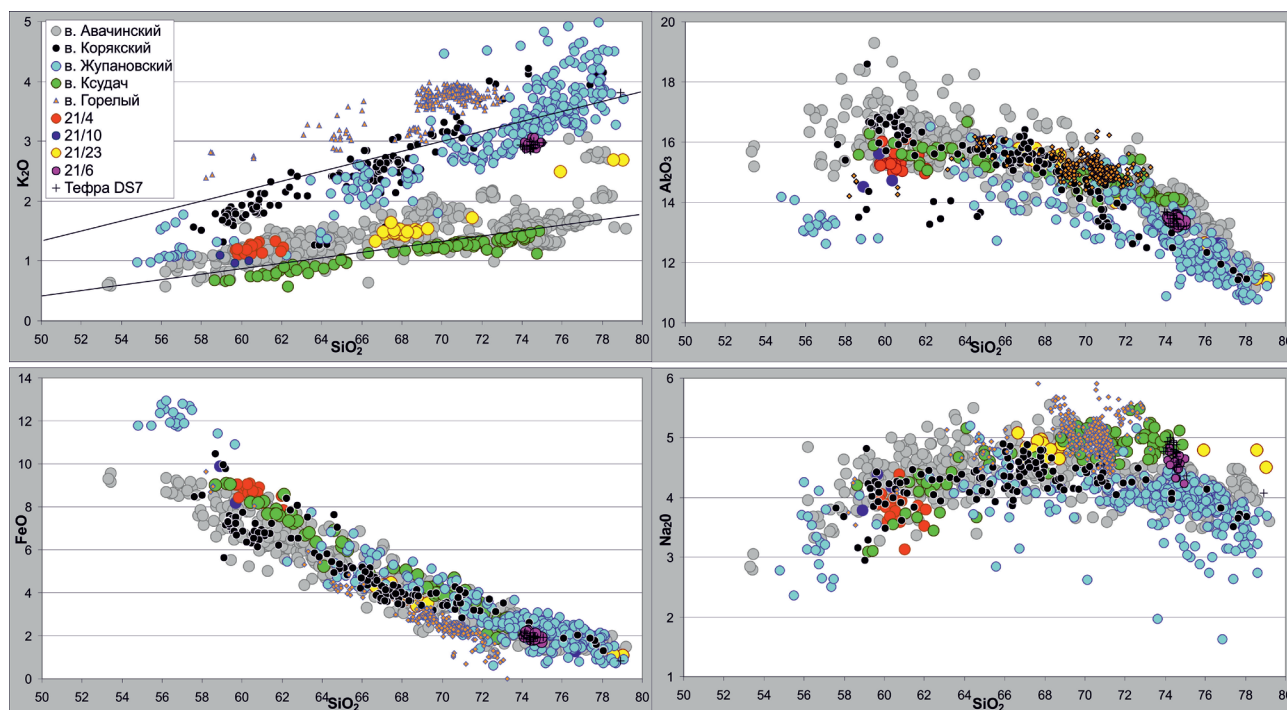 5
4
3
2
1
0
K₂O
в. Авачинский
в. Корякский
в. Жупановский
в. Ксудач
в. Горелый
21/4
21/10
21/23
21/6
Тефра DS7
50 52 54 56 58 60 62 64 66 68 70 72 74 76 78 80
SiO₂
20
18
16
14
12
10
Al₂O₃
50 52 54 56 58 60 62 64 66 68 70 72 74 76 78 80
SiO₂
14
12
10
8
6
4
2
0
FeO
50 52 54 56 58 60 62 64 66 68 70 72 74 76 78 80
SiO₂
6
5
4
3
2
1
Na₂0
50 52 54 56 58 60 62 64 66 68 70 72 74 76 78 80
SiO₂